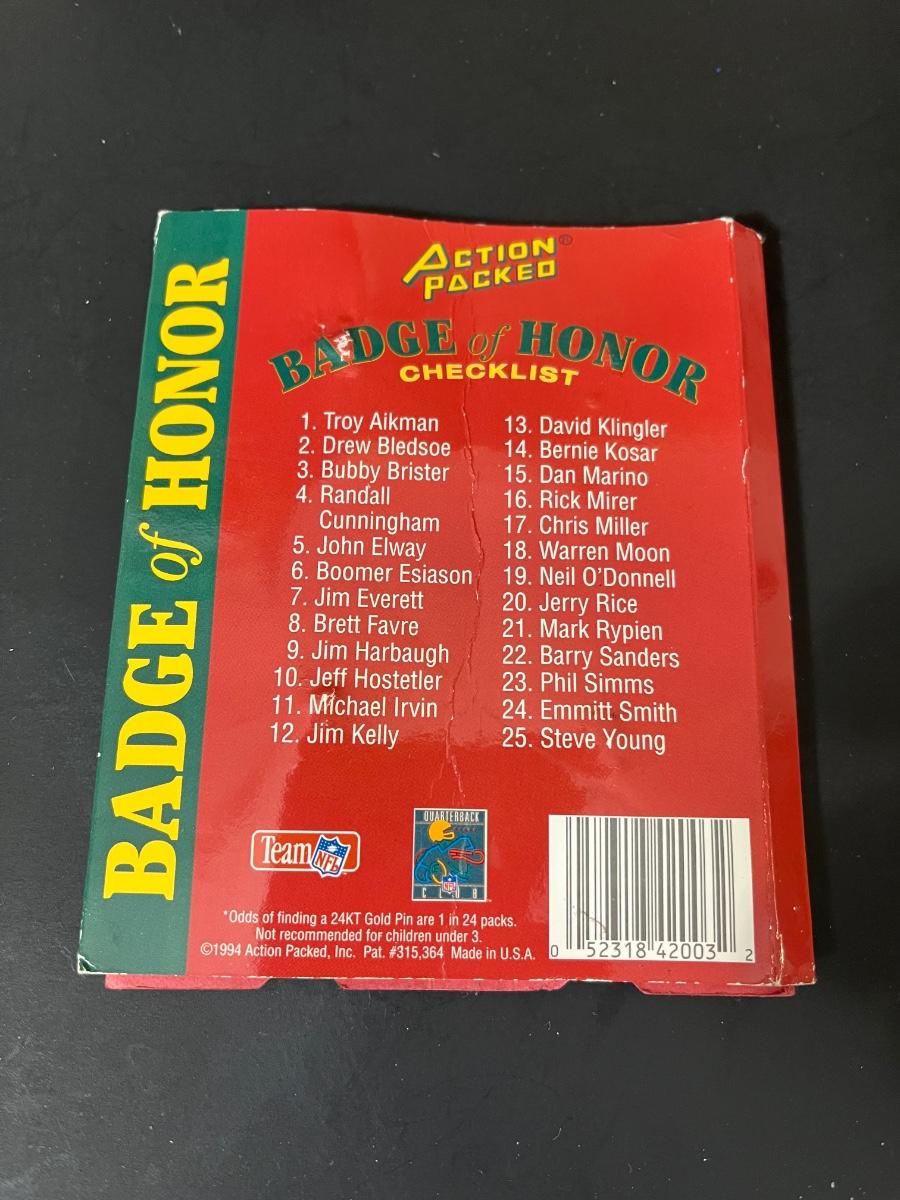 BADGE of HONOR
ACTION PACKED®
BADGE of HONOR
CHECKLIST
1. Troy Aikman
2. Drew Bledsoe
3. Bubby Brister
4. Randall
Cunningham
5. John Elway
6. Boomer Esiason
7. Jim Everett
8. Brett Favre
9. Jim Harbaugh
10. Jeff Hostetler
11. Michael Irvin
12. Jim Kelly
13. David Klingler
14. Bernie Kosar
15. Dan Marino
16. Rick Mirer
17. Chris Miller
18. Warren Moon
19. Neil O'Donnell
20. Jerry Rice
21. Mark Rypien
22. Barry Sanders
23. Phil Simms
24. Emmitt Smith
25. Steve Young
Team NFL
QUARTERBACK
NFL
CLUB
*Odds of finding a 24KT Gold Pin are 1 in 24 packs.
Not recommended for children under 3.
©1994 Action Packed, Inc. Pat. #315,364 Made in U.S.A.
0 52318 42003 2